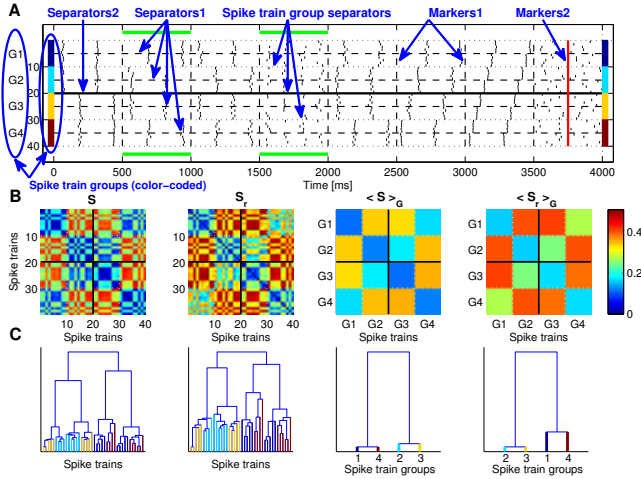 A
Separators2 Separators1 Spike train group separators Markers1 Markers2
G1
10
G2
20
G3
30
G4
40
0 500 1000 1500 2000 2500 3000 3500 4000
Time [ms]
Spike train groups (color-coded)
B
S
S_r
< S >_G
< S_r >_G
Spike trains
10
20
30
10 20 30 40
Spike trains
10
20
30
10 20 30 40
Spike trains
G1
G2
G3
G4
G1 G2 G3 G4
G1
G2
G3
G4
G1 G2 G3 G4
0.4
0.2
0
C
Spike trains
Spike trains
1 4 2 3
Spike train groups
2 3 1 4
Spike train groups